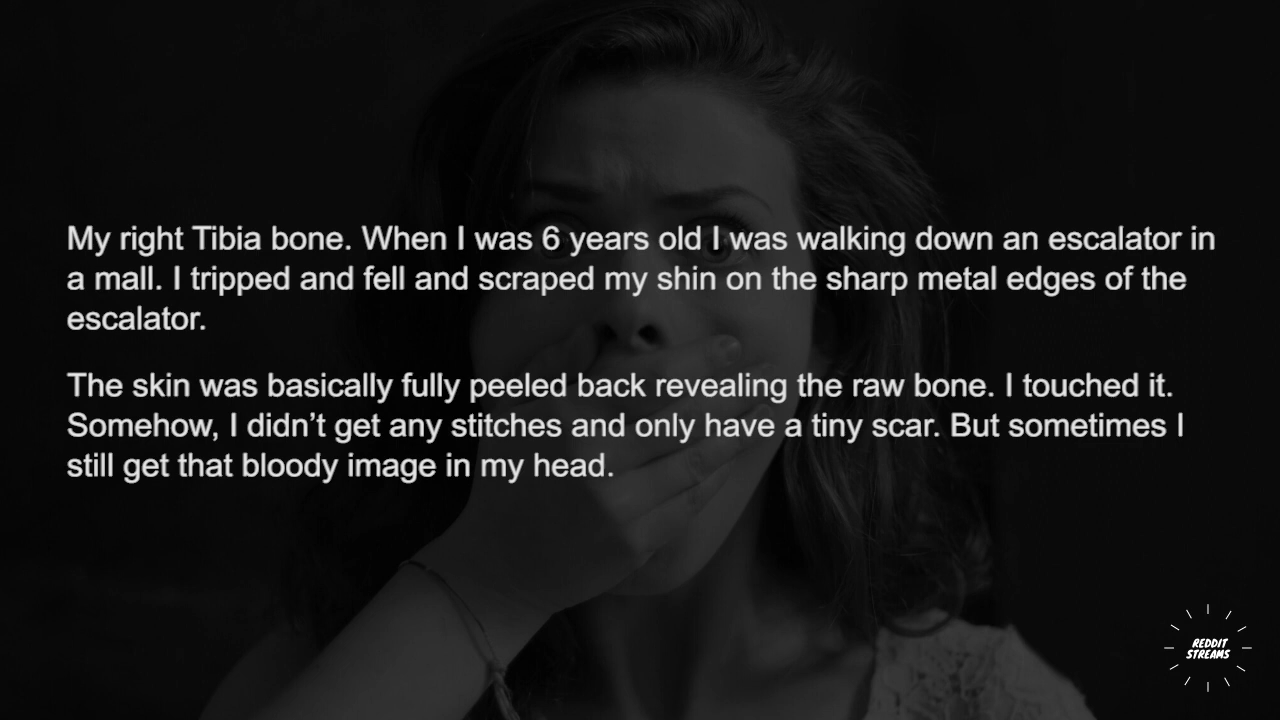 My right Tibia bone. When I was 6 years old I was walking down an escalator in
a mall. I tripped and fell and scraped my shin on the sharp metal edges of the
escalator.
The skin was basically fully peeled back revealing the raw bone. I touched it.
Somehow, I didn’t get any stitches and only have a tiny scar. But sometimes I
still get that bloody image in my head.
REDDIT
STREAMS